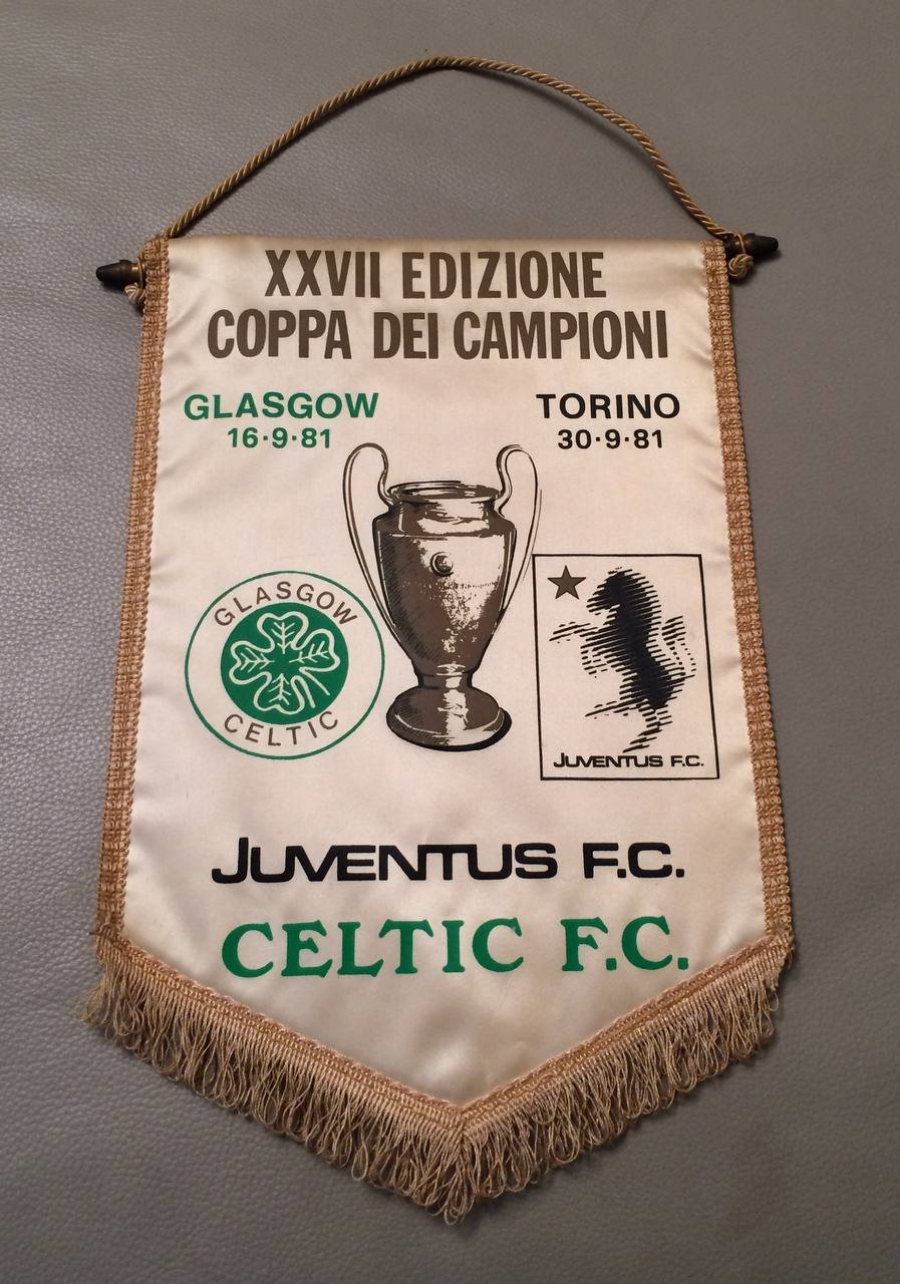 XXVII EDIZIONE
COPPA DEI CAMPIONI
GLASGOW
16·9·81
TORINO
30·9·81
GLASGOW
CELTIC
JUVENTUS F.C.
JUVENTUS F.C.
CELTIC F.C.